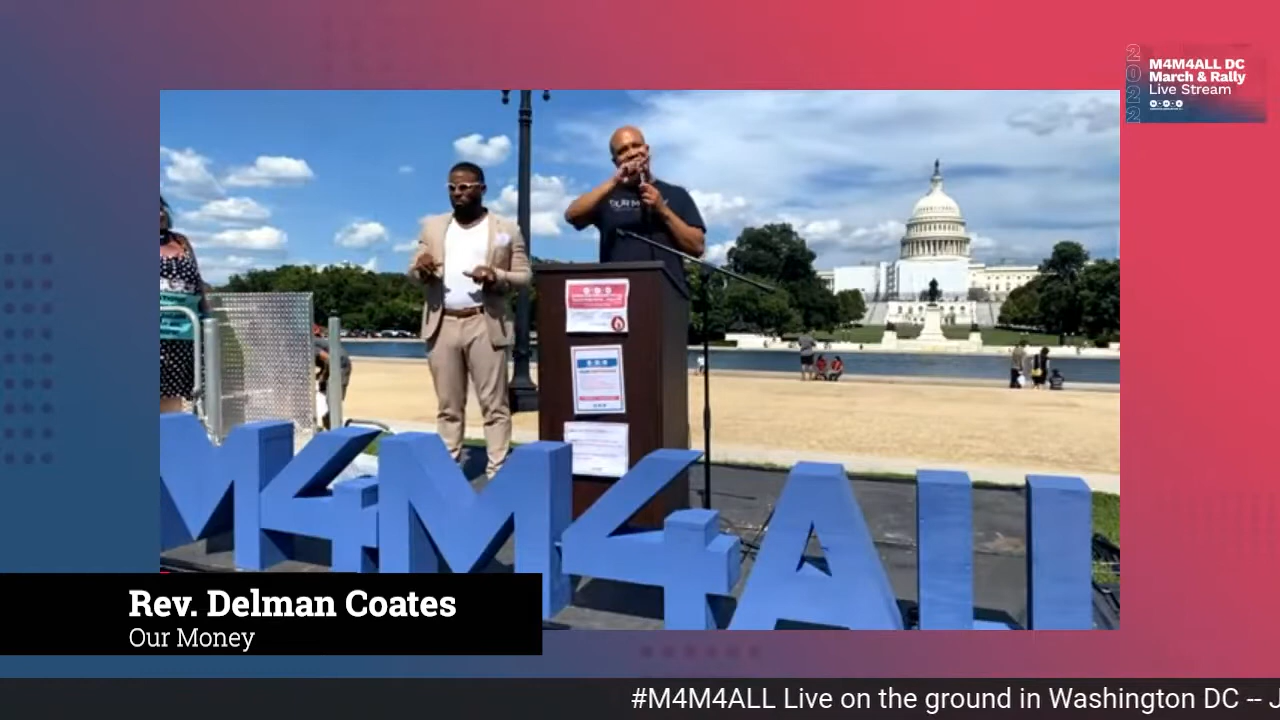 2022
M4M4ALL DC
March & Rally
Live Stream
M4M4ALL
Rev. Delman Coates
Our Money
#M4M4ALL Live on the ground in Washington DC -- J